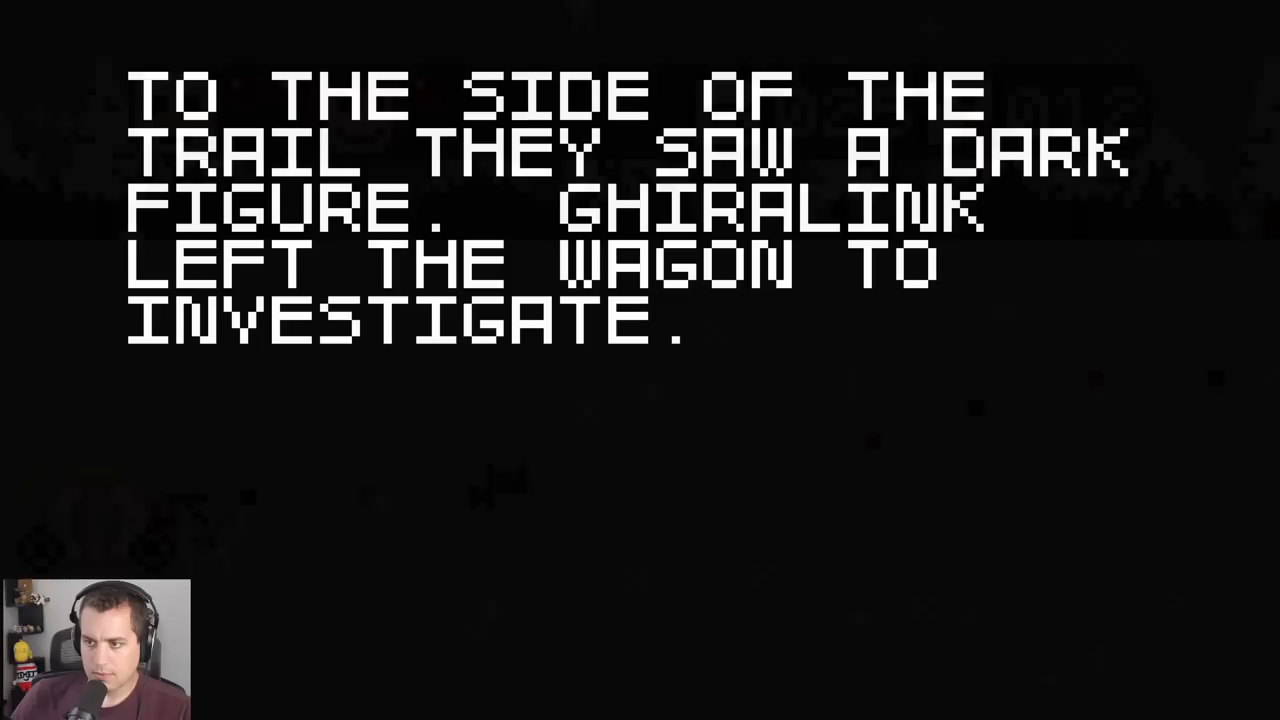 TO THE SIDE OF THE
TRAIL THEY SAW A DARK
FIGURE. GHIRALINK
LEFT THE WAGON TO
INVESTIGATE.